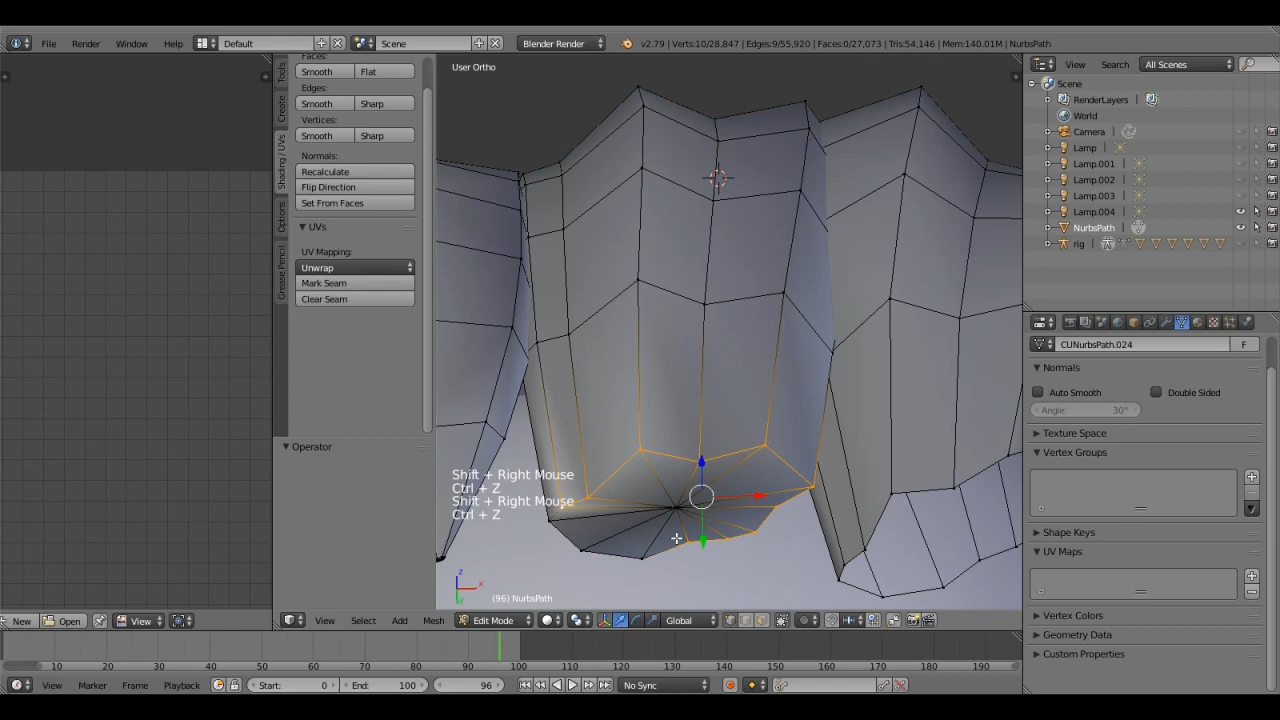 File Render Window Help Default Scene Blender Render v2.79 | Verts:10/28,847 | Edges:9/55,920 | Faces:0/27,073 | Tris:54,146 | Mem:140.01M | NurbsPath
Faces:
Smooth Flat
Edges:
Smooth Sharp
Vertices:
Smooth Sharp
Normals:
Recalculate
Flip Direction
Set From Faces
UVs
UV Mapping:
Unwrap
Mark Seam
Clear Seam
Operator
Tools
Create
Shading / UVs
Options
Grease Pencil
User Ortho
Shift + Right Mouse
Ctrl + Z
Shift + Right Mouse
Ctrl + Z
z
x
y
(96) NurbsPath
View Search All Scenes
Scene
RenderLayers
World
Camera
Lamp
Lamp.001
Lamp.002
Lamp.003
Lamp.004
NurbsPath
rig
CUNurbsPath.024 F
Normals
Auto Smooth Double Sided
Angle: 30°
Texture Space
Vertex Groups
Shape Keys
UV Maps
Vertex Colors
Geometry Data
Custom Properties
New Open View
View Select Add Mesh Edit Mode Global
10 20 30 40 50 60 70 80 90 100 110 120 130 140 150 160 170 180 190
View Marker Frame Playback Start: 0 End: 100 96 No Sync